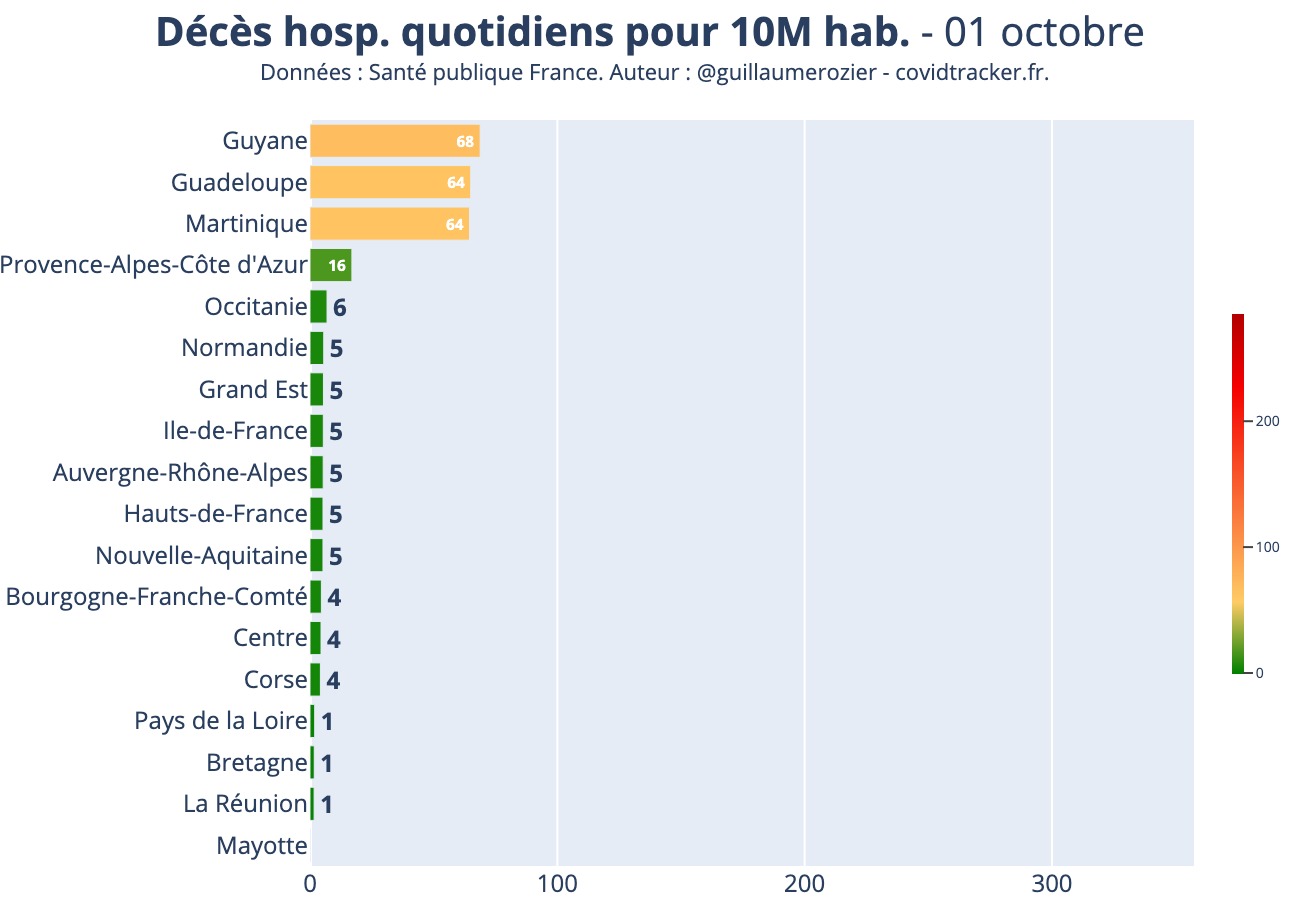 Décès hosp. quotidiens pour 10M hab. - 01 octobre
Données : Santé publique France. Auteur : @guillaumerozier - covidtracker.fr.
Guyane 68
Guadeloupe 64
Martinique 64
Provence-Alpes-Côte d'Azur 16
Occitanie 6
Normandie 5
Grand Est 5
Ile-de-France 5
Auvergne-Rhône-Alpes 5
Hauts-de-France 5
Nouvelle-Aquitaine 5
Bourgogne-Franche-Comté 4
Centre 4
Corse 4
Pays de la Loire 1
Bretagne 1
La Réunion 1
Mayotte
0 100 200 300
200
100
0